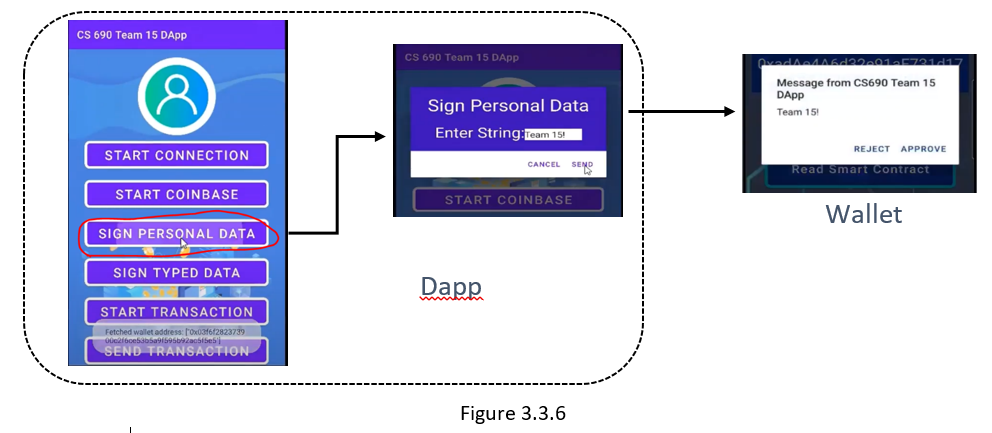 CS 690 Team 15 DApp
START CONNECTION
START COINBASE
SIGN PERSONAL DATA
SIGN TYPED DATA
START TRANSACTION
Fetched wallet address: ['0x03f6f2823739
00c2f6ce53b5a9f595b92ac5f5e5']
SEND TRANSACTION
CS 690 Team 15 DApp
Sign Personal Data
Enter String: Team 15!
CANCEL SEND
START COINBASE
Dapp
Message from CS690 Team 15
DApp
Team 15!
REJECT APPROVE
Read Smart Contract
Wallet
Figure 3.3.6